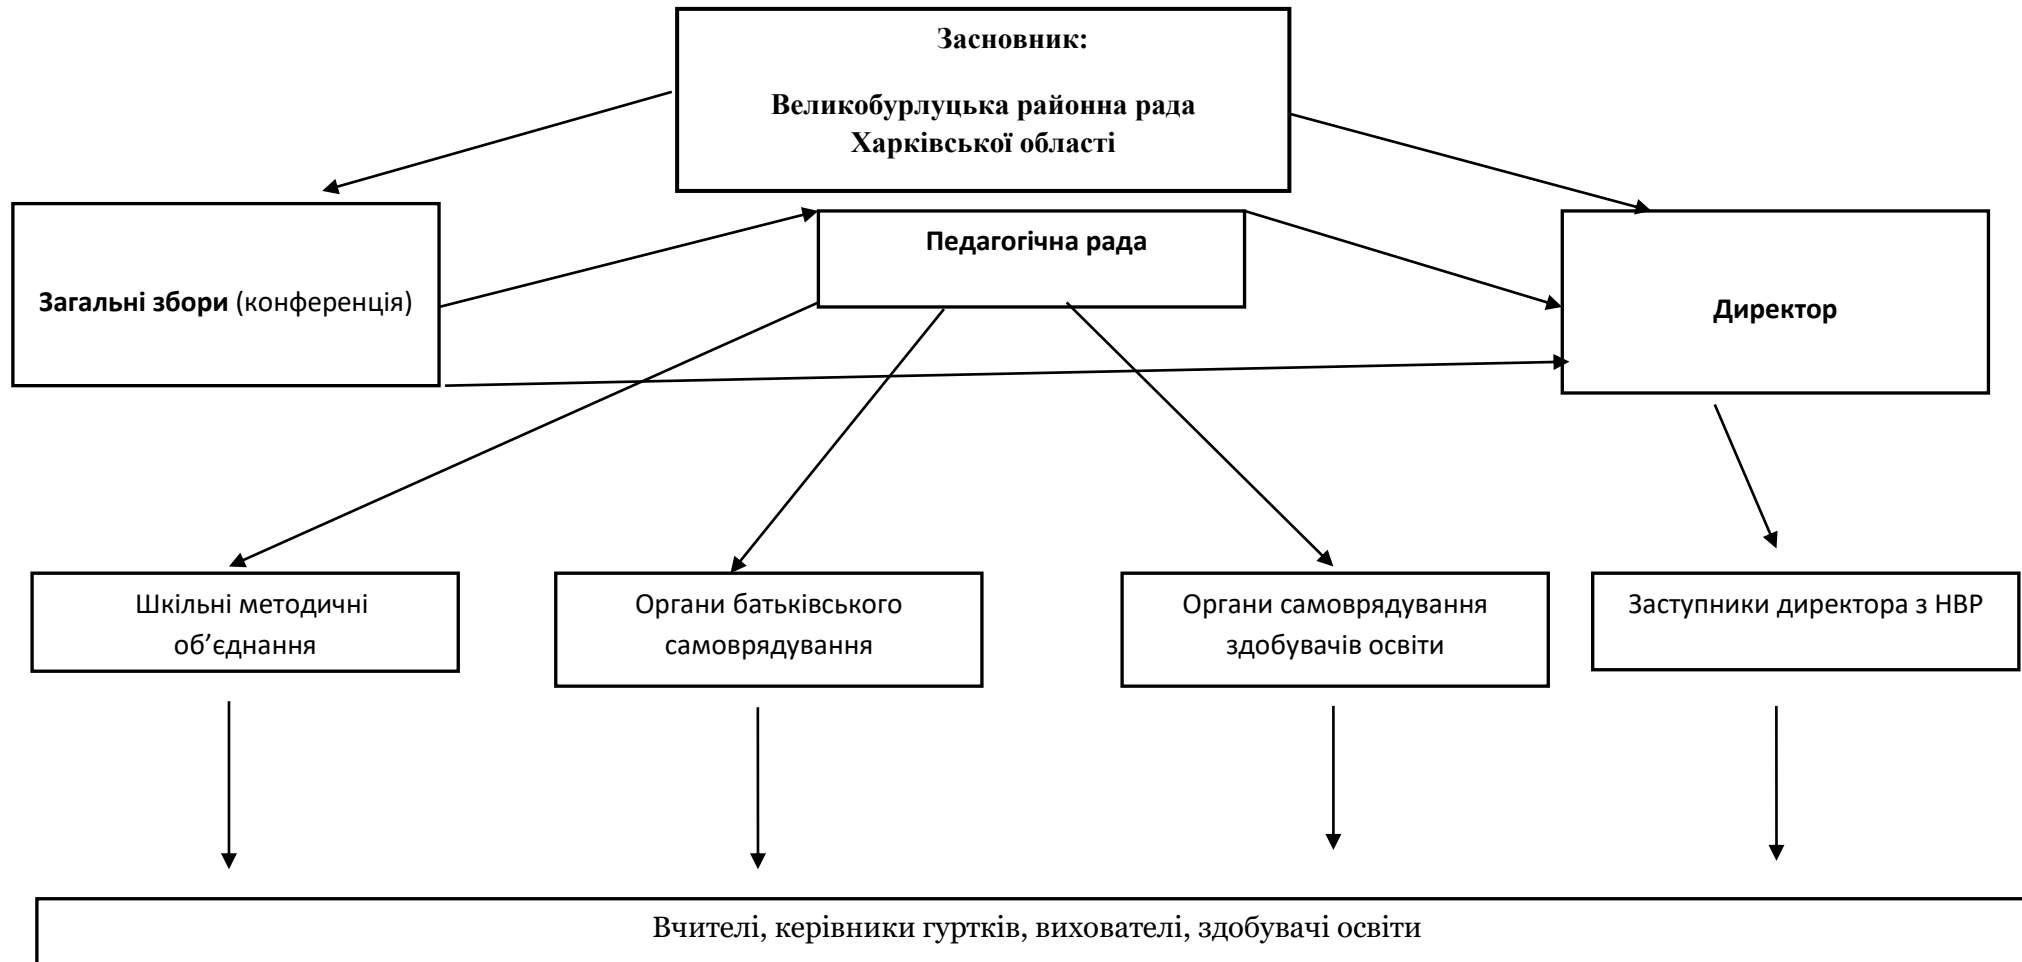 Засновник:
Великобурлуцька районна рада
Харківської області
Педагогічна рада
Загальні збори (конференція)
Директор
Шкільні методичні
об’єднання
Органи батьківського
самоврядування
Органи самоврядування
здобувачів освіти
Заступники директора з НВР
Вчителі, керівники гуртків, вихователі, здобувачі освіти